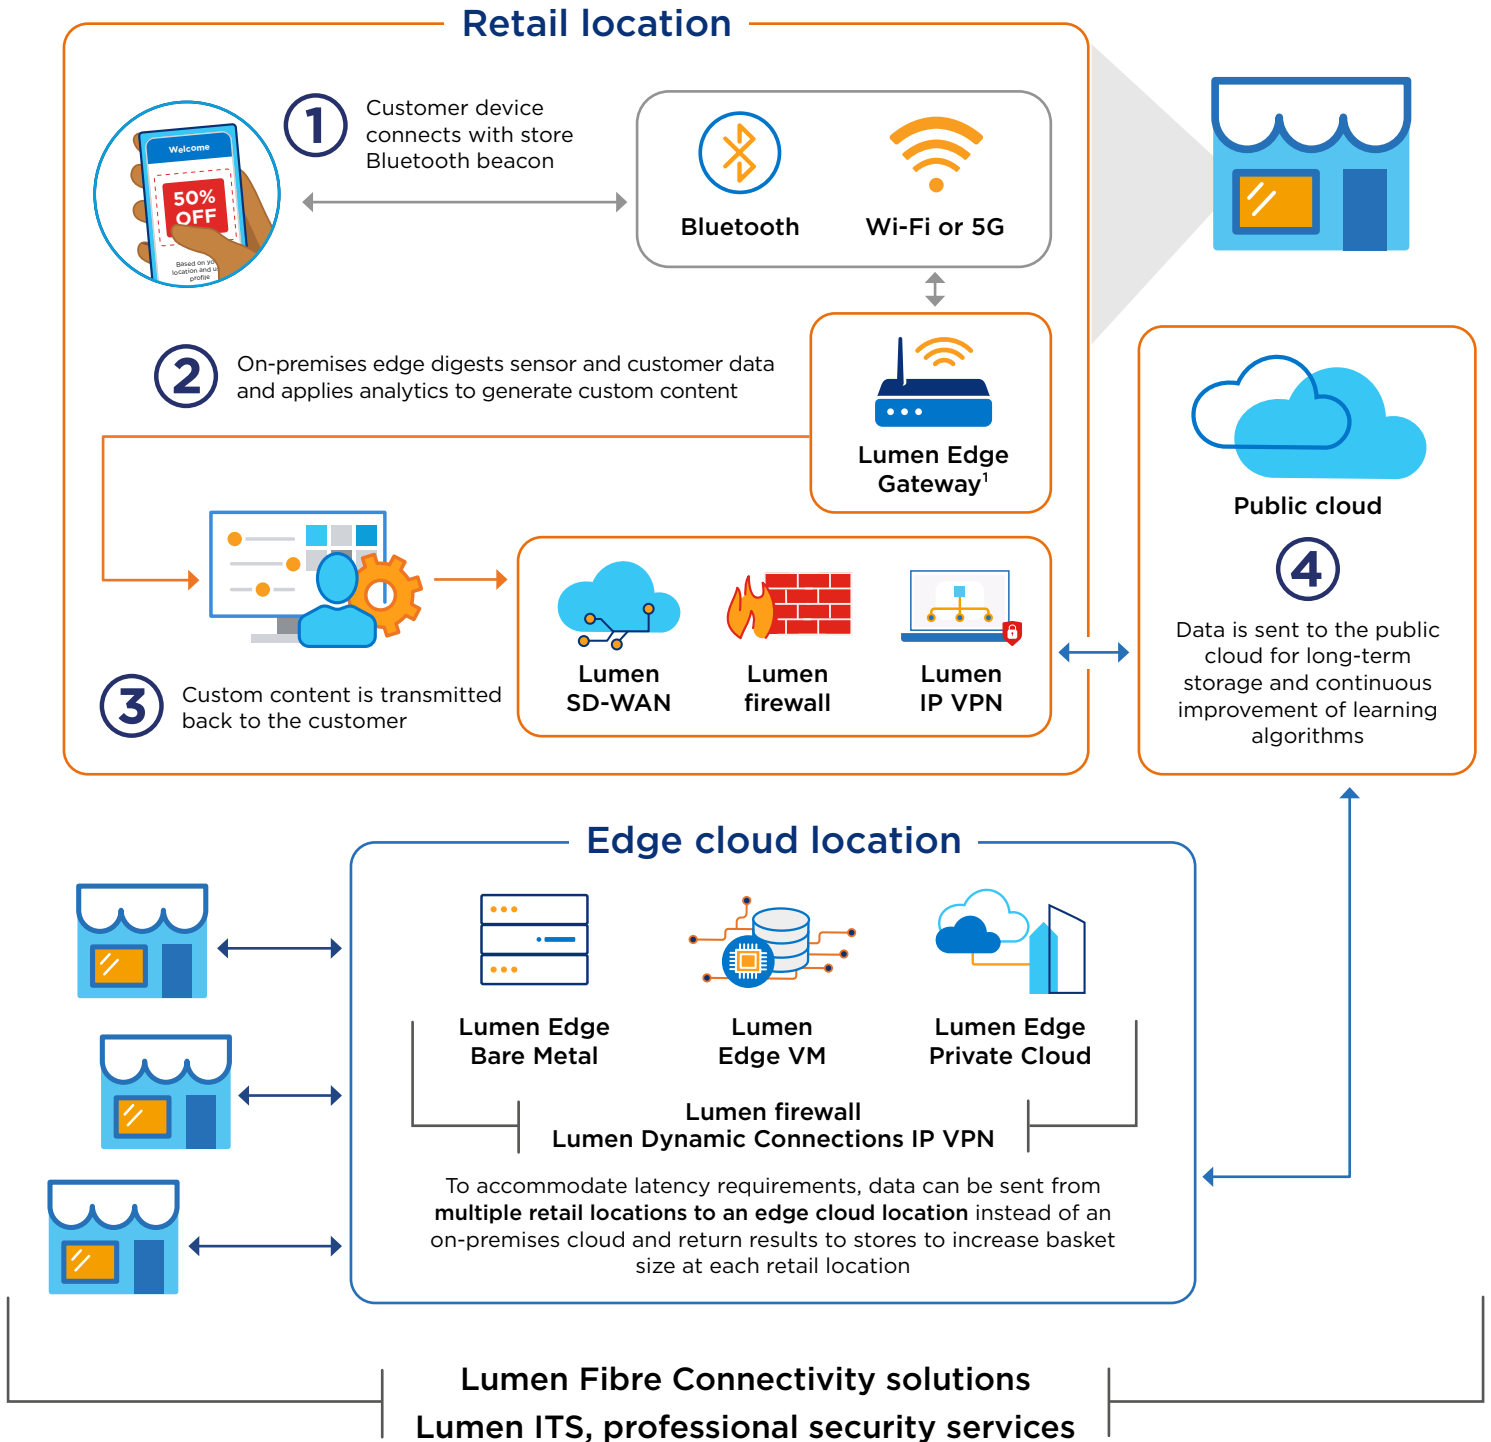 Retail location
1
Customer device
connects with store
Bluetooth beacon
Welcome
50%
OFF
Based on yo
location and u
profile
Bluetooth
Wi-Fi or 5G
2
On-premises edge digests sensor and customer data
and applies analytics to generate custom content
Lumen Edge
Gateway¹
Lumen
SD-WAN
Lumen
firewall
Lumen
IP VPN
3
Custom content is transmitted
back to the customer
Public cloud
4
Data is sent to the public
cloud for long-term
storage and continuous
improvement of learning
algorithms
Edge cloud location
Lumen Edge
Bare Metal
Lumen
Edge VM
Lumen Edge
Private Cloud
Lumen firewall
Lumen Dynamic Connections IP VPN
To accommodate latency requirements, data can be sent from
multiple retail locations to an edge cloud location instead of an
on-premises cloud and return results to stores to increase basket
size at each retail location
Lumen Fibre Connectivity solutions
Lumen ITS, professional security services